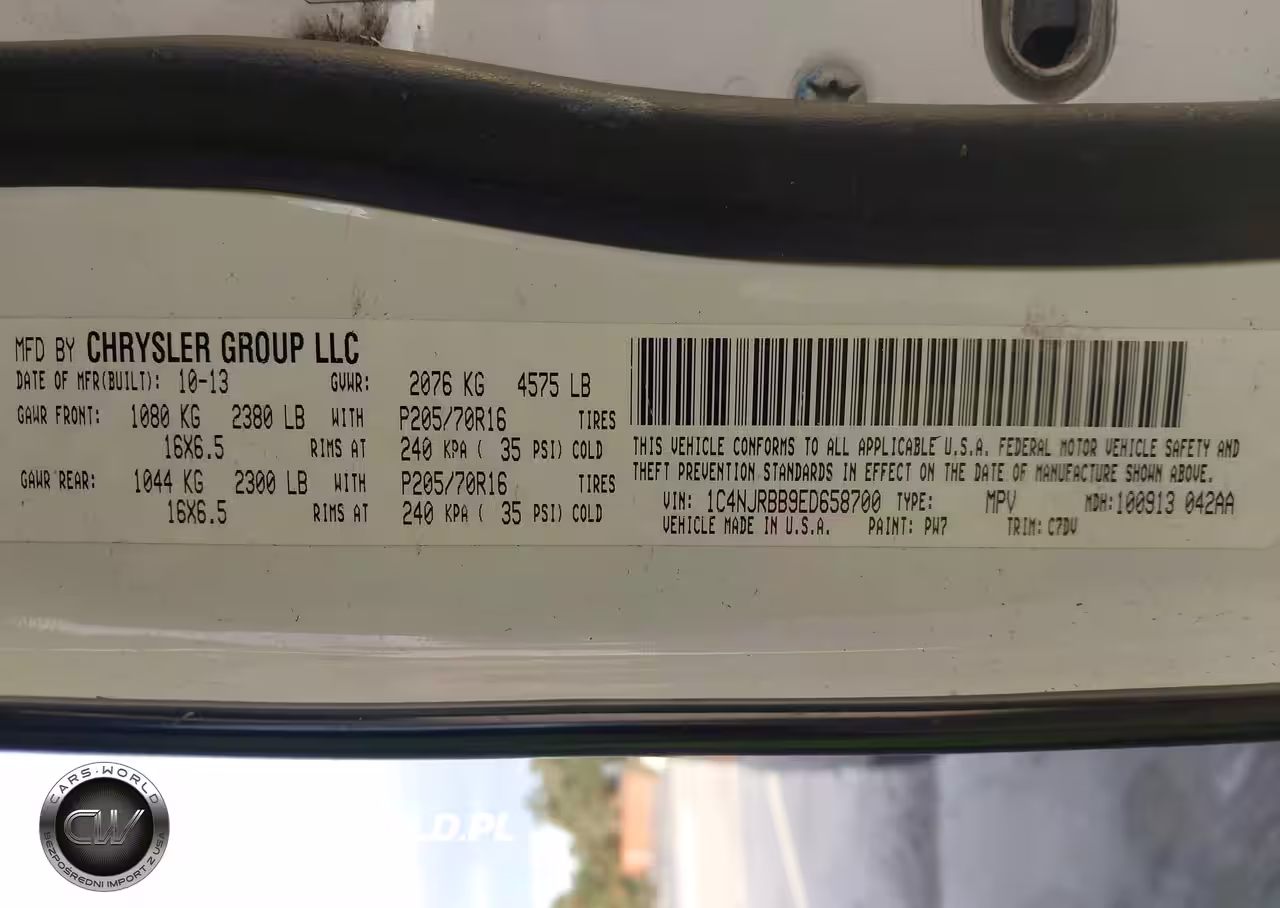 MFD BY CHRYSLER GROUP LLC
DATE OF MFR(BUILT): 10-13 GVWR: 2076 KG 4575 LB
GAWR FRONT: 1080 KG 2380 LB WITH P205/70R16 TIRES
16X6.5 RIMS AT 240 KPA ( 35 PSI) COLD
GAWR REAR: 1044 KG 2300 LB WITH P205/70R16 TIRES
16X6.5 RIMS AT 240 KPA ( 35 PSI) COLD
THIS VEHICLE CONFORMS TO ALL APPLICABLE U.S.A. FEDERAL MOTOR VEHICLE SAFETY AND
THEFT PREVENTION STANDARDS IN EFFECT ON THE DATE OF MANUFACTURE SHOWN ABOVE.
VIN: 1C4NJRBB9ED658700 TYPE: MPV MDH:100913 042AA
VEHICLE MADE IN U.S.A. PAINT: PW7 TRIM: C7DV
CARS-WORLD
CW
BEZPOŚREDNI IMPORT Z USA
LD.PL